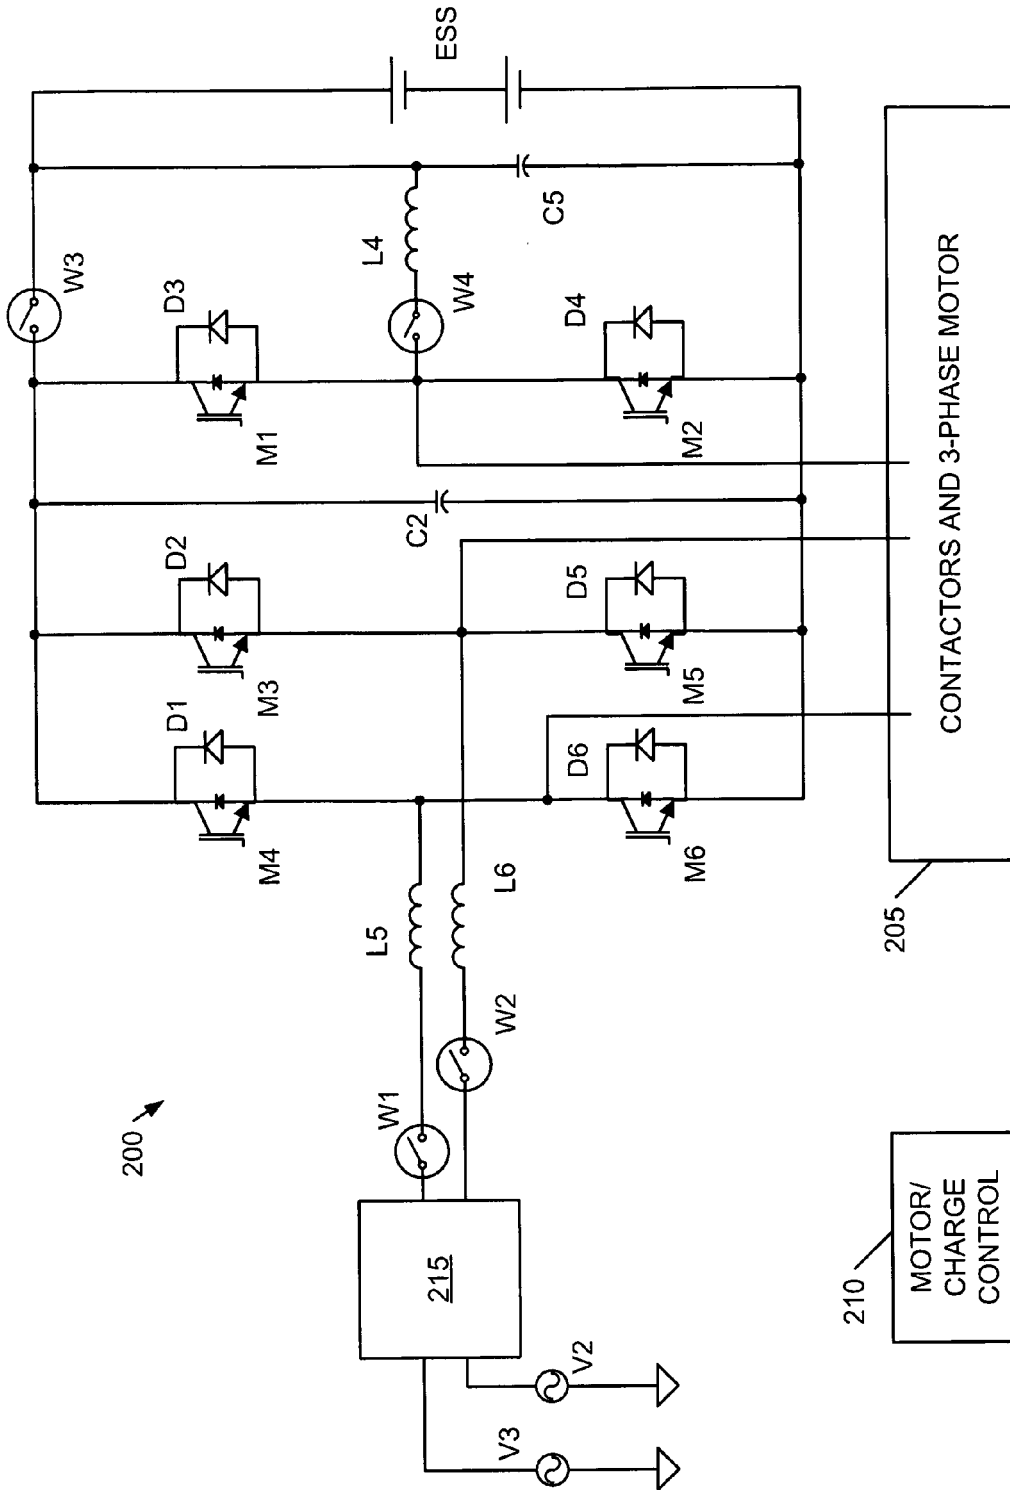 200
V3
V2
215
W1
W2
L5
L6
M4
D1
M3
D2
C2
M1
D3
W3
W4
L4
C5
ESS
M6
D6
M5
D5
M2
D4
205
CONTACTORS AND 3-PHASE MOTOR
210
MOTOR/
CHARGE
CONTROL